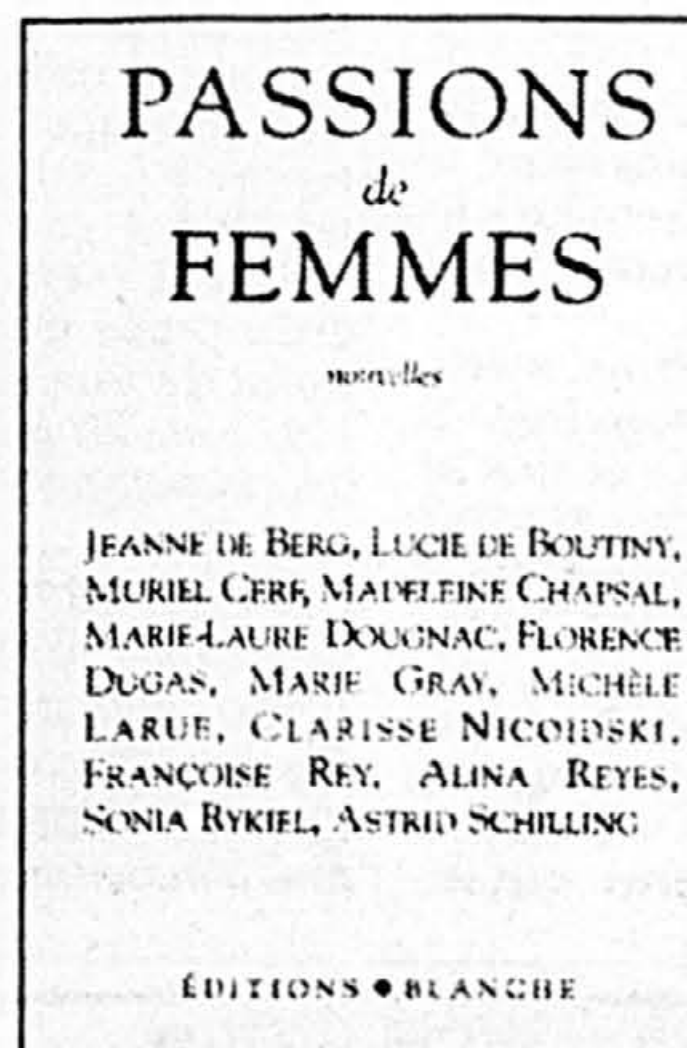 PASSIONS
de
FEMMES
nouvelles
JEANNE DE BERG, LUCIE DE BOUTINY,
MURIEL CERF, MADELEINE CHAPSAL,
MARIE-LAURE DOUGNAC, FLORENCE
DUGAS, MARIE GRAY, MICHÈLE
LARUE, CLARISSE NICOIDSKI,
FRANÇOISE REY, ALINA REYES,
SONIA RYKIEL, ASTRID SCHILLING
ÉDITIONS ● BLANCHE